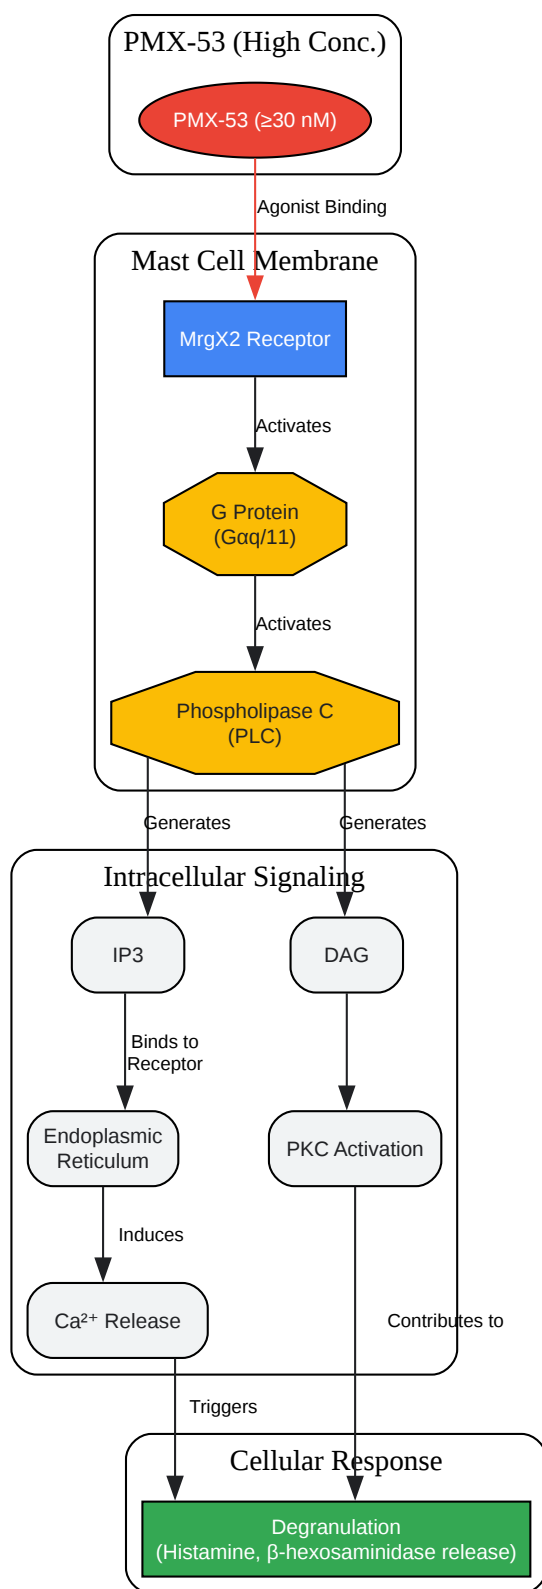 PMX-53 (High Conc.)
PMX-53 (≥30 nM)
Agonist Binding
Mast Cell Membrane
MrgX2 Receptor
Activates
G Protein
(Gαq/11)
Activates
Phospholipase C
(PLC)
Generates
Generates
Intracellular Signaling
IP3
DAG
Binds to
Receptor
Endoplasmic
Reticulum
PKC Activation
Induces
Ca²⁺ Release
Contributes to
Triggers
Cellular Response
Degranulation
(Histamine, β-hexosaminidase release)